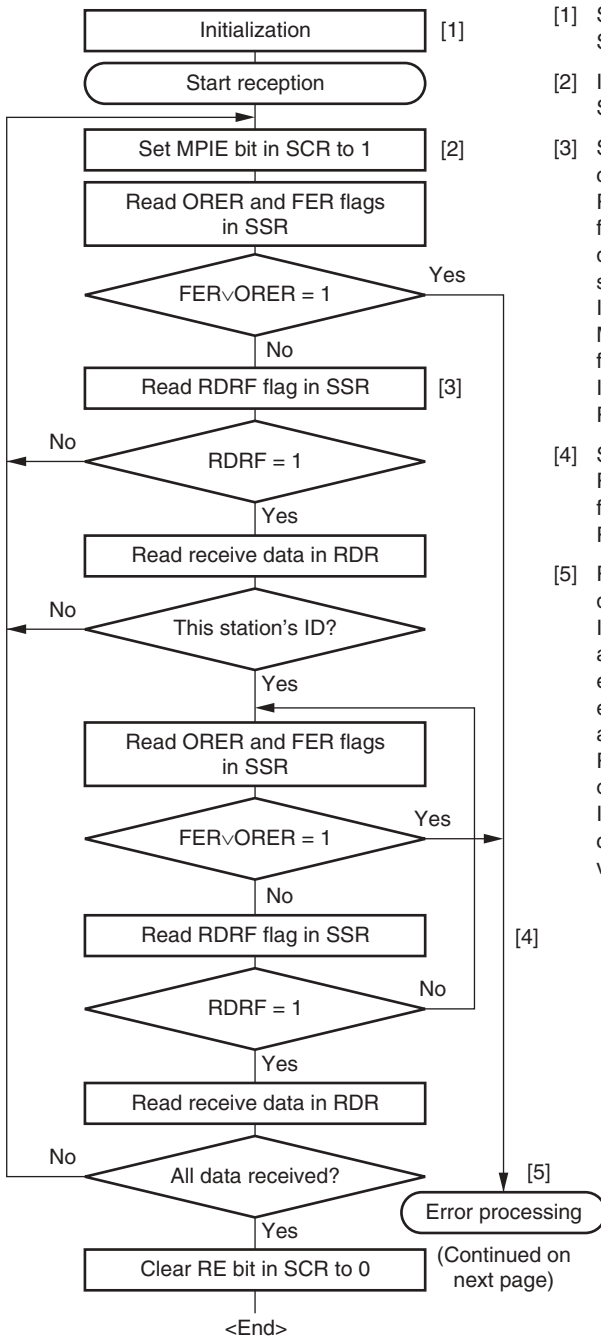 Initialization [1]
Start reception
Set MPIE bit in SCR to 1 [2]
Read ORER and FER flags
in SSR
Yes
FER∨ORER = 1
No
Read RDRF flag in SSR [3]
No
RDRF = 1
Yes
Read receive data in RDR
No
This station's ID?
Yes
Read ORER and FER flags
in SSR
Yes
FER∨ORER = 1
No
Read RDRF flag in SSR
[4]
No
RDRF = 1
Yes
Read receive data in RDR
No
All data received?
[5]
Yes
Error processing
Clear RE bit in SCR to 0
(Continued on
next page)
<End>
[1]
[2]
[3]
[4]
[5]